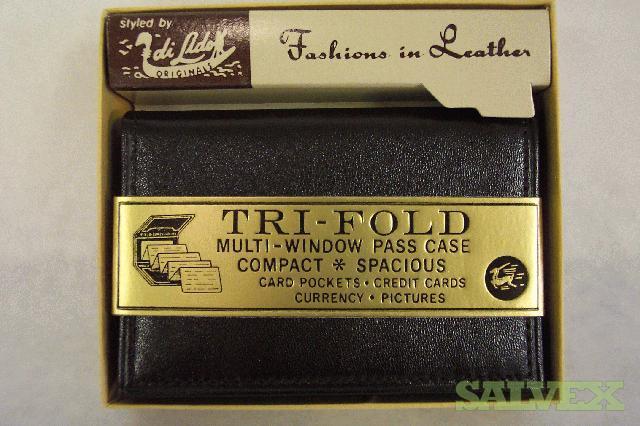 styled by
di Lido
ORIGINALS
Fashions in Leather
TRI-FOLD
MULTI-WINDOW PASS CASE
COMPACT * SPACIOUS
CARD POCKETS • CREDIT CARDS
CURRENCY • PICTURES
SALVEX